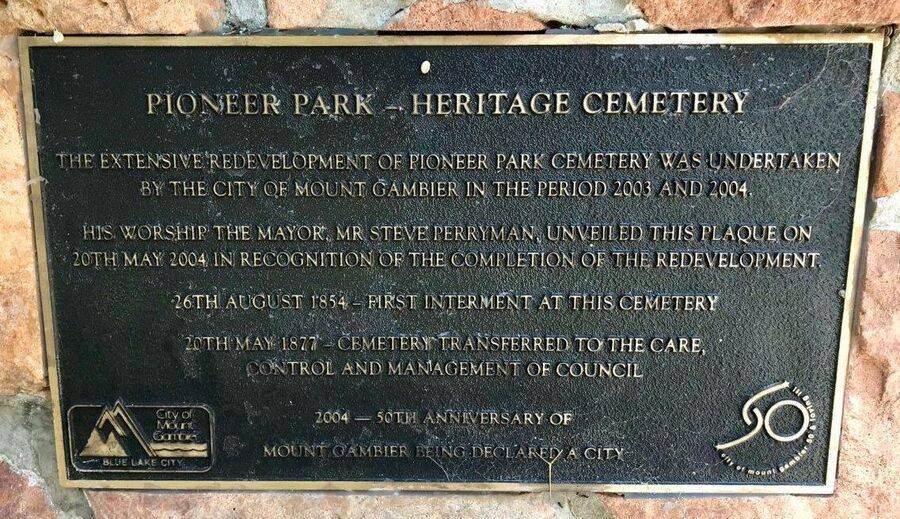 PIONEER PARK – HERITAGE CEMETERY
THE EXTENSIVE REDEVELOPMENT OF PIONEER PARK CEMETERY WAS UNDERTAKEN
BY THE CITY OF MOUNT GAMBIER IN THE PERIOD 2003 AND 2004.
HIS WORSHIP THE MAYOR, MR STEVE PERRYMAN, UNVEILED THIS PLAQUE ON
20TH MAY 2004 IN RECOGNITION OF THE COMPLETION OF THE REDEVELOPMENT.
26TH AUGUST 1854 – FIRST INTERMENT AT THIS CEMETERY
20TH MAY 1877 – CEMETERY TRANSFERRED TO THE CARE,
CONTROL AND MANAGEMENT OF COUNCIL
2004 — 50TH ANNIVERSARY OF
MOUNT GAMBIER BEING DECLARED A CITY
City of
Mount
Gambier
BLUE LAKE CITY
50
city of mount gambier